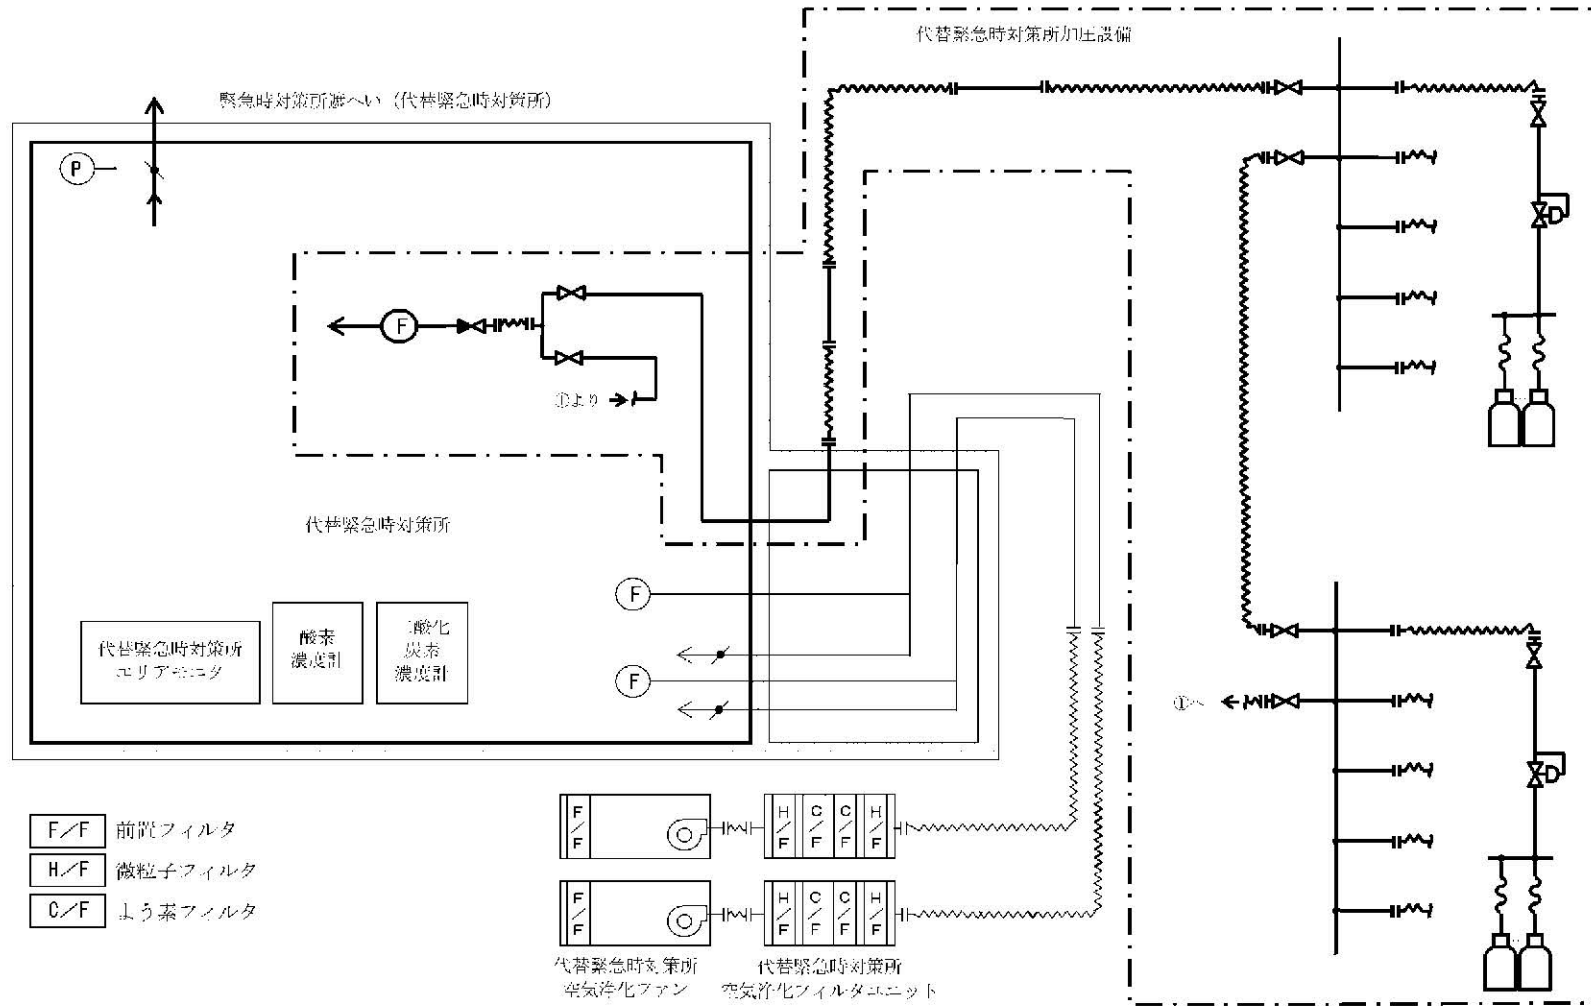 代替緊急時対策所加圧設備
緊急時対策所遮へい（代替緊急時対策所）
P
F
①より
代替緊急時対策所
F
F
代替緊急時対策所
エリアモニタ
酸素
濃度計
二酸化
炭素
濃度計
①へ
F/F 前置フィルタ
H/F 微粒子フィルタ
C/F よう素フィルタ
F/F
H/F C/F C/F H/F
F/F
H/F C/F C/F H/F
代替緊急時対策所
空気浄化ファン
代替緊急時対策所
空気浄化フィルタユニット